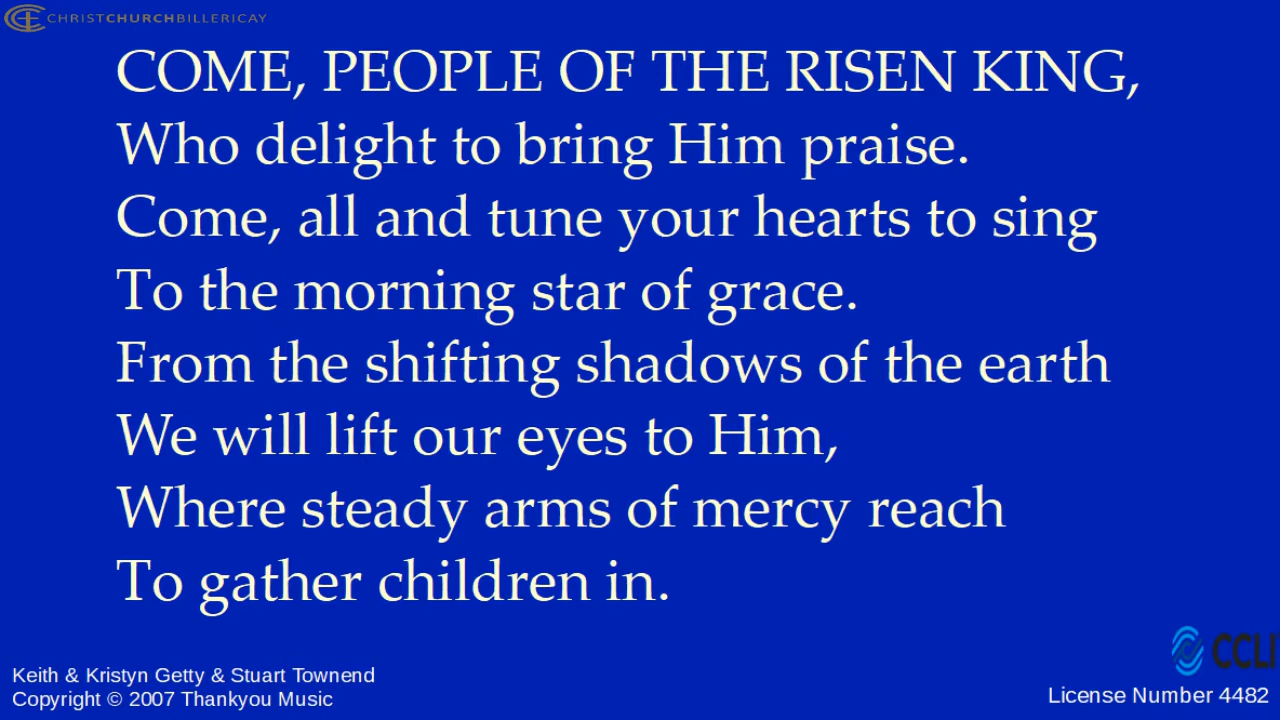 CHRISTCHURCHBILLERICAY
COME, PEOPLE OF THE RISEN KING,
Who delight to bring Him praise.
Come, all and tune your hearts to sing
To the morning star of grace.
From the shifting shadows of the earth
We will lift our eyes to Him,
Where steady arms of mercy reach
To gather children in.
CCLI
Keith & Kristyn Getty & Stuart Townend
Copyright © 2007 Thankyou Music
License Number 4482